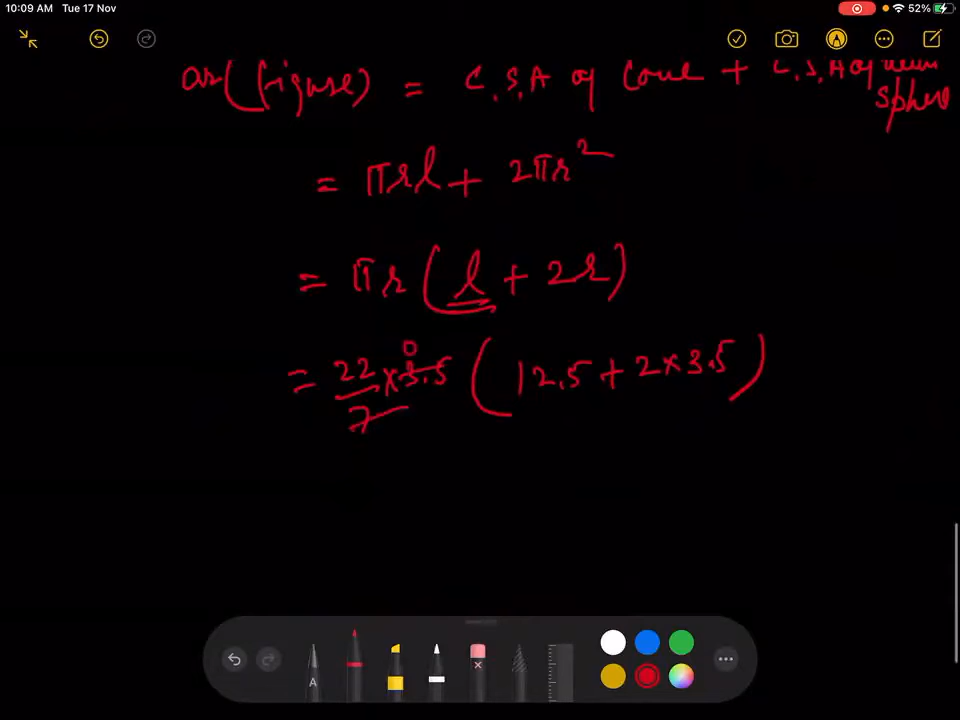 10:09 AM Tue 17 Nov 52%
ar(figure) = C.S.A of Cone + C.S.A of hemi
sphere
= πrl + 2πr²
= πr(l + 2r)
0
= 22/7 × 3.5 (12.5 + 2×3.5)
A